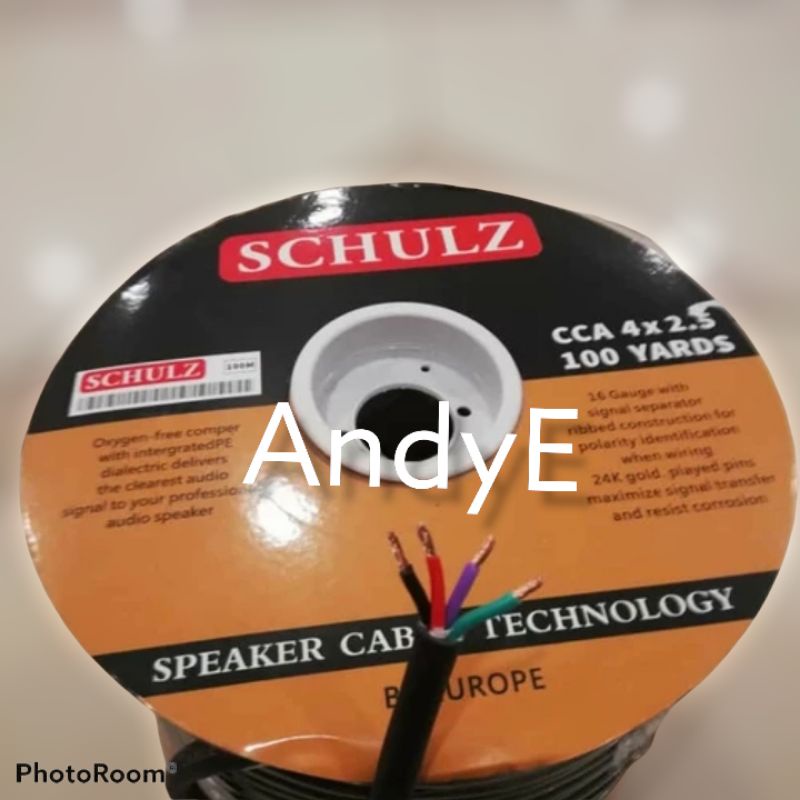 SCHULZ
CCA 4x2.5
100 YARDS
SCHULZ
100M
Oxygen-free comper
with intergratedPE
dialectric delivers
the clearest audio
signal to your professio
audio speaker
16 Gauge with
signal separator
ribbed construction for
polarity identification
when wiring
24K gold. played pins
maximize signal transfer
and resist corrosion
AndyE
SPEAKER CAB TECHNOLOGY
EUROPE
PhotoRoom